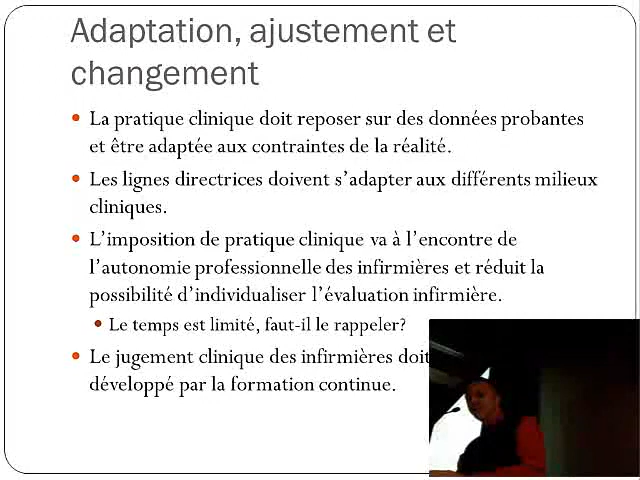 Adaptation, ajustement et
changement
La pratique clinique doit reposer sur des données probantes
et être adaptée aux contraintes de la réalité.
Les lignes directrices doivent s’adapter aux différents milieux
cliniques.
L’imposition de pratique clinique va à l’encontre de
l’autonomie professionnelle des infirmières et réduit la
possibilité d’individualiser l’évaluation infirmière.
Le temps est limité, faut-il le rappeler?
Le jugement clinique des infirmières doit
développé par la formation continue.